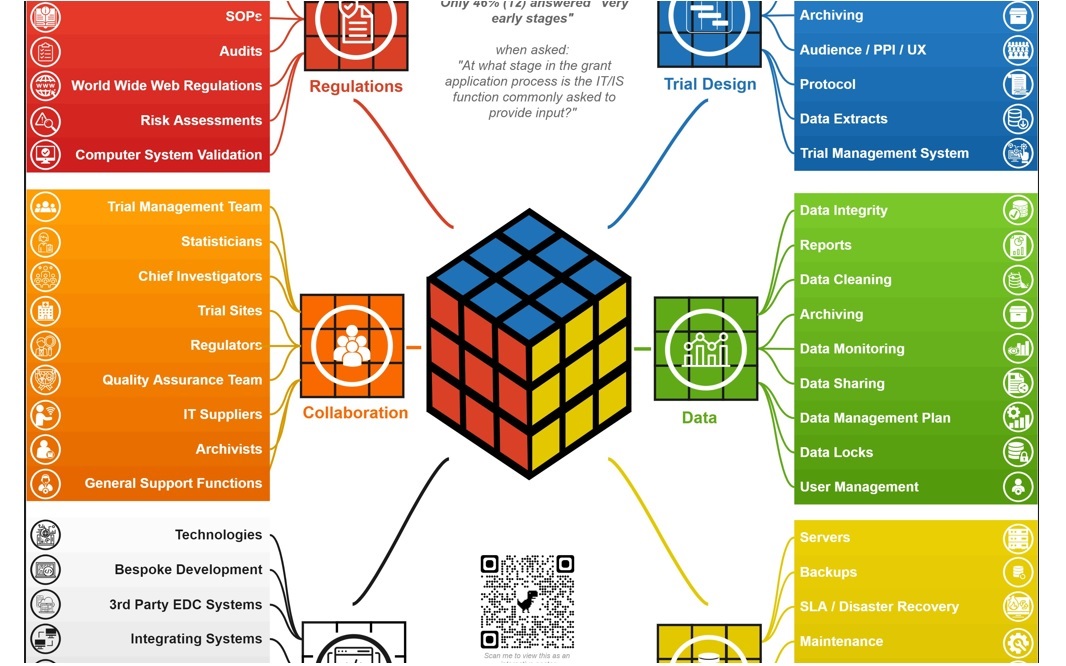 SOPs
Audits
World Wide Web Regulations
Risk Assessments
Computer System Validation
Regulations
Only 46% (12) answered "Very
early stages"
when asked:
"At what stage in the grant
application process is the IT/IS
function commonly asked to
provide input?"
Trial Design
Archiving
Audience / PPI / UX
Protocol
Data Extracts
Trial Management System
Trial Management Team
Statisticians
Chief Investigators
Trial Sites
Regulators
Quality Assurance Team
IT Suppliers
Archivists
General Support Functions
Collaboration
Data
Data Integrity
Reports
Data Cleaning
Archiving
Data Monitoring
Data Sharing
Data Management Plan
Data Locks
User Management
Technologies
Bespoke Development
3rd Party EDC Systems
Integrating Systems
Scan me to view this as an
Servers
Backups
SLA / Disaster Recovery
Maintenance